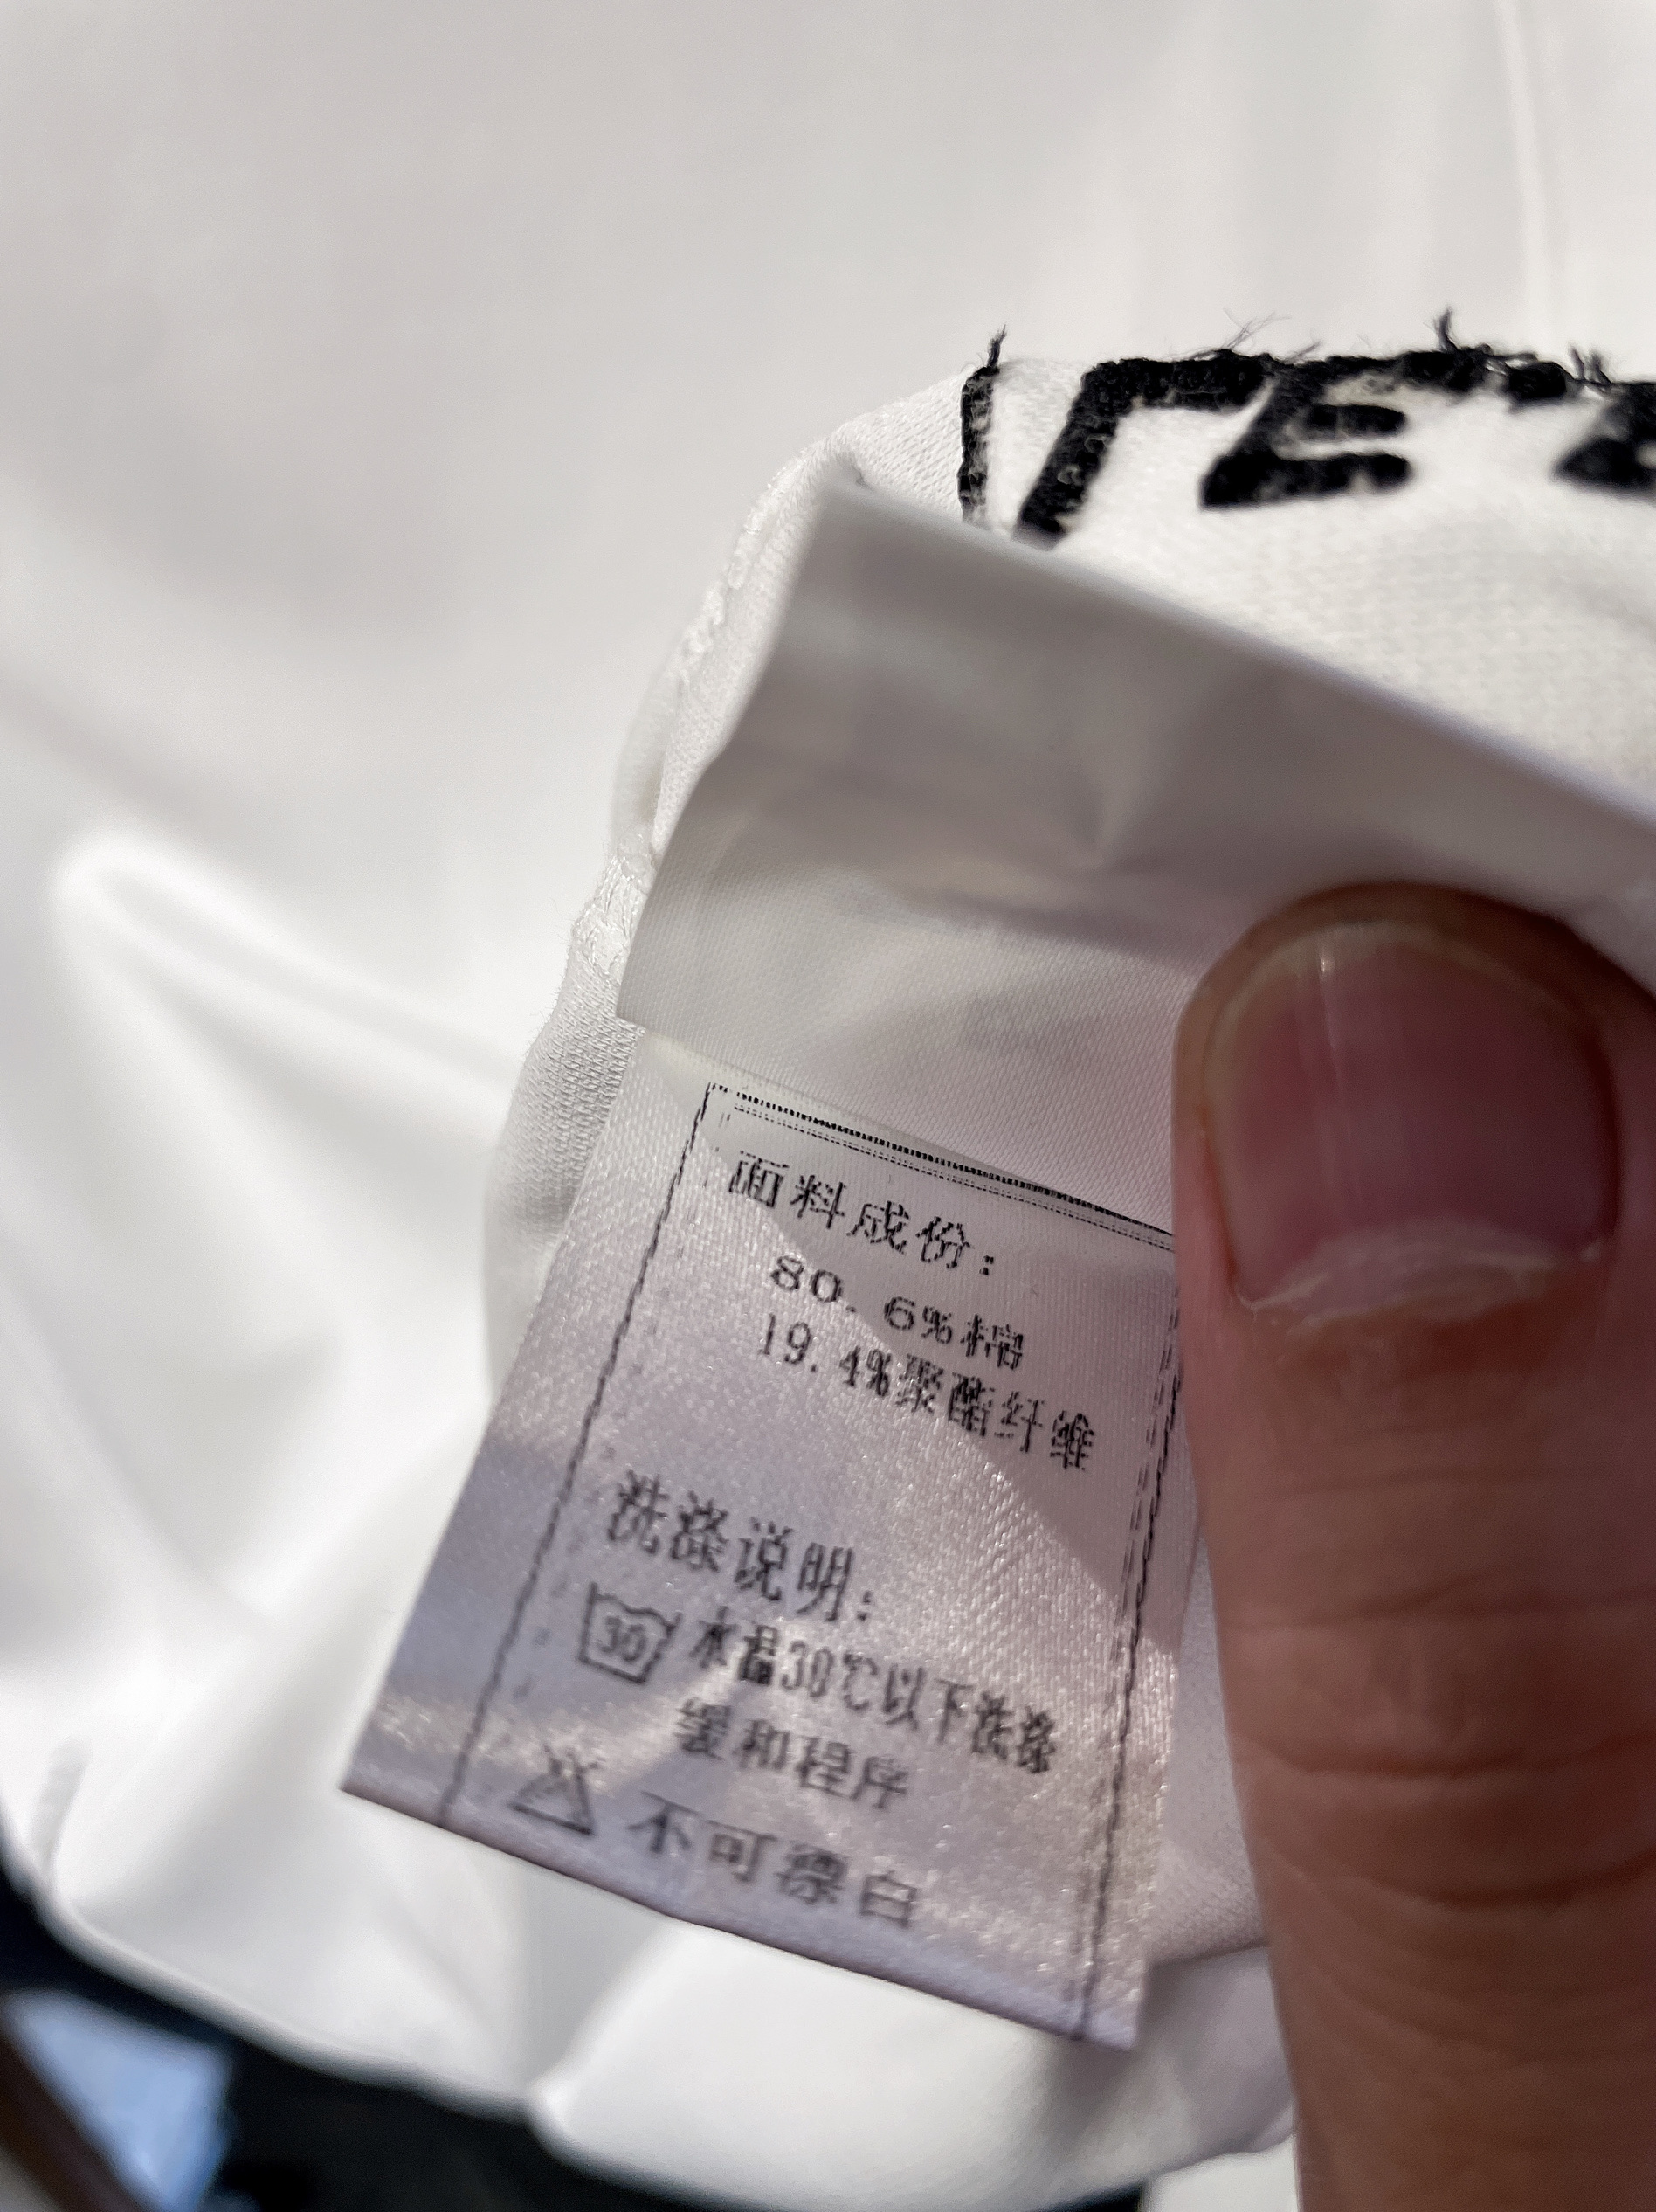 面料成份:
80.6%棉
19.4%聚酯纤维
洗涤说明:
30 水温30℃以下洗涤
缓和程序
不可漂白